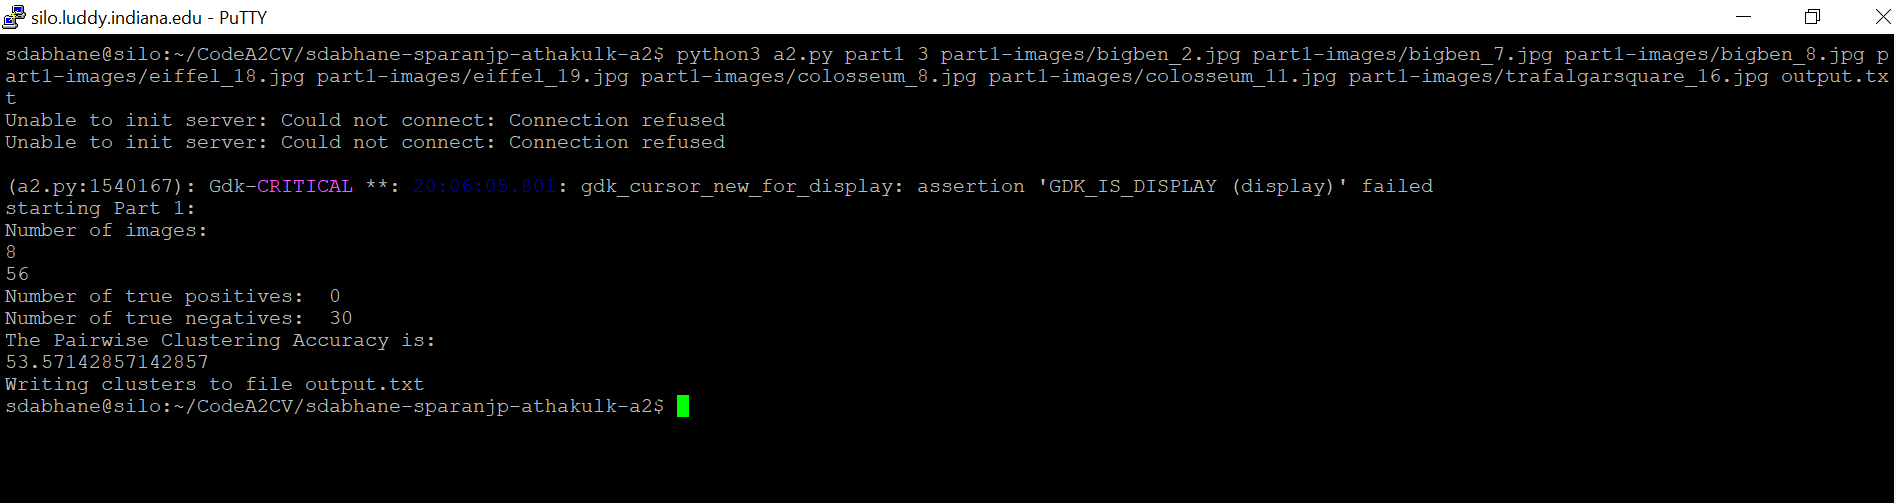 silo.luddy.indiana.edu - PuTTY
sdabhane@silo:~/CodeA2CV/sdabhane-sparanjp-athakulk-a2$ python3 a2.py part1 3 part1-images/bigben_2.jpg part1-images/bigben_7.jpg part1-images/bigben_8.jpg p
art1-images/eiffel_18.jpg part1-images/eiffel_19.jpg part1-images/colosseum_8.jpg part1-images/colosseum_11.jpg part1-images/trafalgarsquare_16.jpg output.tx
t
Unable to init server: Could not connect: Connection refused
Unable to init server: Could not connect: Connection refused
(a2.py:1540167): Gdk-CRITICAL **: 20:06:05.801: gdk_cursor_new_for_display: assertion 'GDK_IS_DISPLAY (display)' failed
starting Part 1:
Number of images:
8
56
Number of true positives:  0
Number of true negatives:  30
The Pairwise Clustering Accuracy is:
53.57142857142857
Writing clusters to file output.txt
sdabhane@silo:~/CodeA2CV/sdabhane-sparanjp-athakulk-a2$